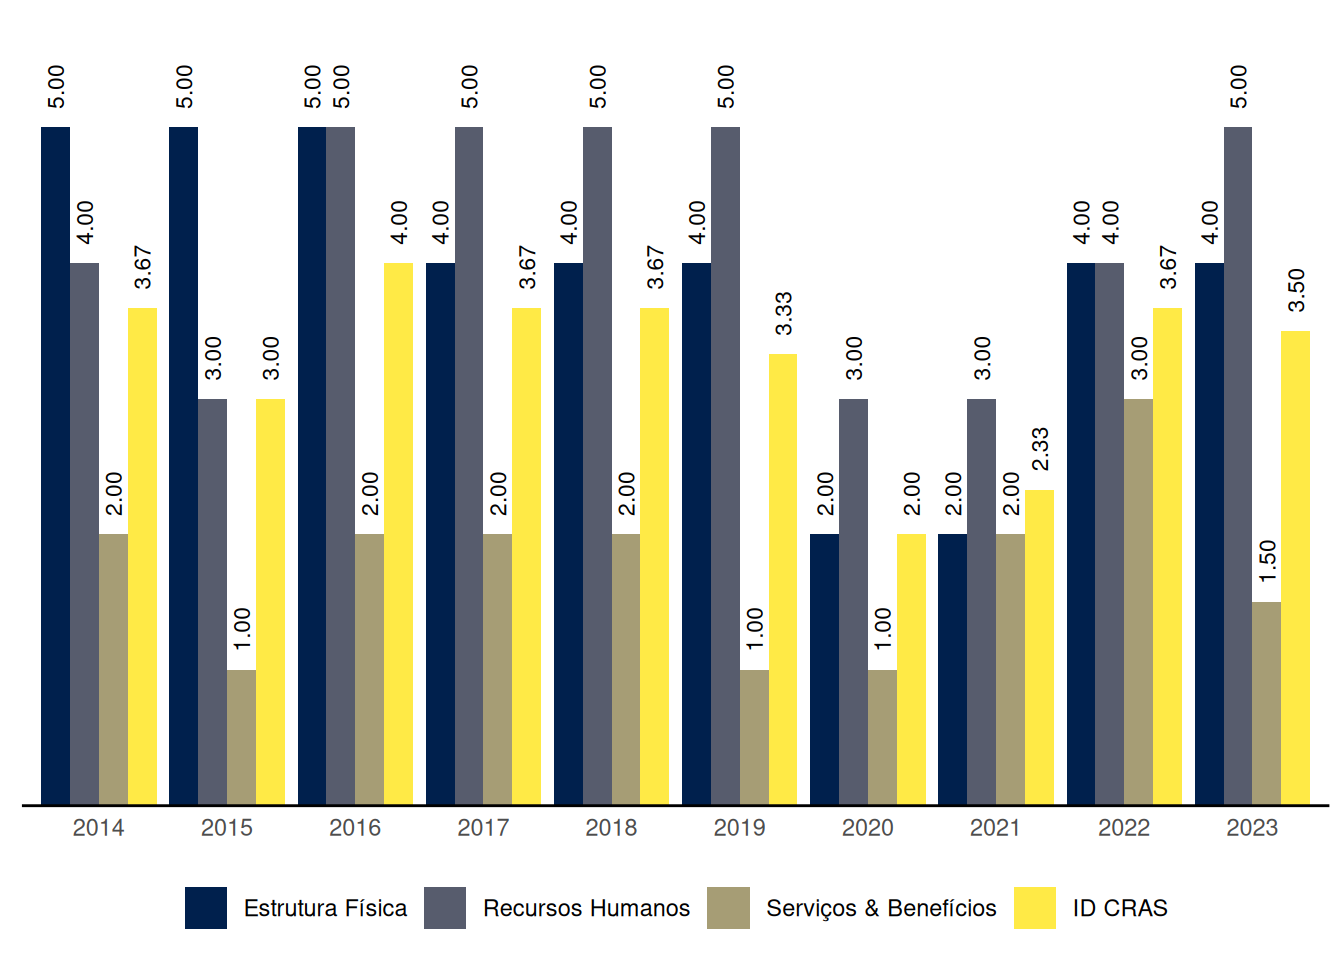 5.00 4.00 2.00 3.67
5.00 3.00 1.00 3.00
5.00 5.00 2.00 4.00
4.00 5.00 2.00 3.67
4.00 5.00 2.00 3.67
4.00 5.00 1.00 3.33
2.00 3.00 1.00 2.00
2.00 3.00 2.00 2.33
4.00 4.00 3.00 3.67
4.00 5.00 1.50 3.50
2014 2015 2016 2017 2018 2019 2020 2021 2022 2023
Estrutura Física Recursos Humanos Serviços & Benefícios ID CRAS